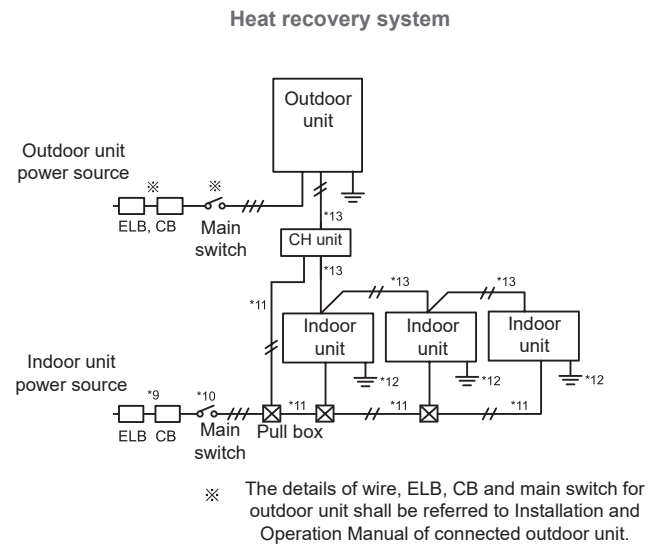 Heat recovery system
Outdoor
unit
Outdoor unit
power source
※
※
ELB, CB
Main
switch
*13
CH unit
*13
*13
*13
*11
Indoor
unit
Indoor
unit
Indoor
unit
Indoor unit
power source
*12
*12
*12
*9
*10
*11
*11
*11
ELB CB
Main
switch
Pull box
※ The details of wire, ELB, CB and main switch for
outdoor unit shall be referred to Installation and
Operation Manual of connected outdoor unit.